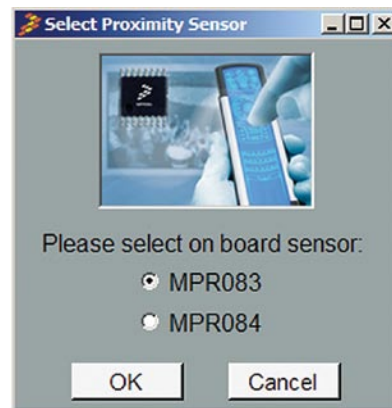 Select Proximity Sensor
Please select on board sensor:
MPR083
MPR084
OK
Cancel